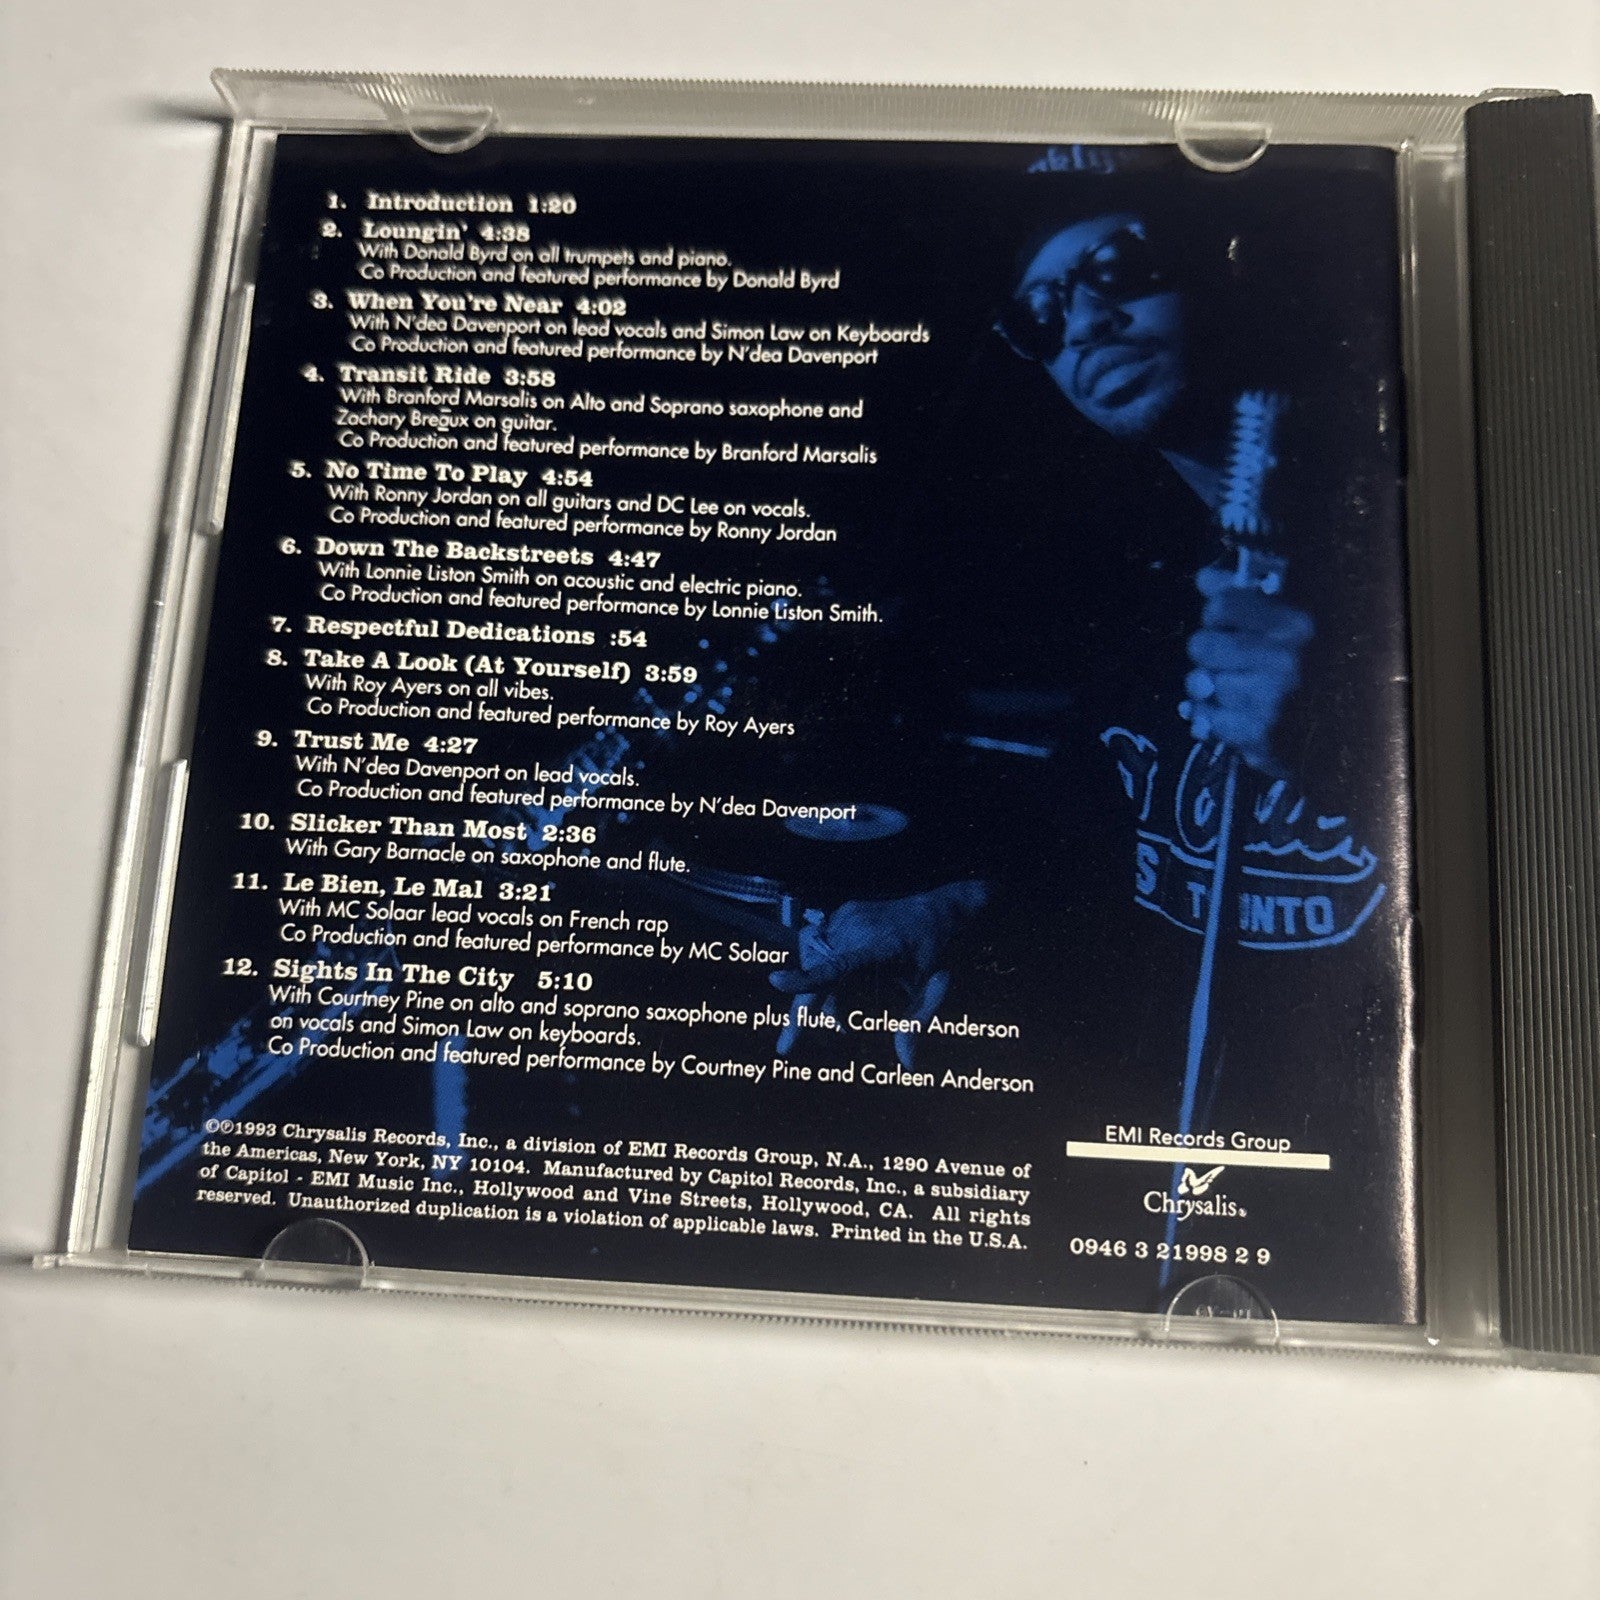 1. Introduction 1:20
2. Loungin' 4:38
With Donald Byrd on all trumpets and piano.
Co Production and featured performance by Donald Byrd
3. When You're Near 4:02
With N'dea Davenport on lead vocals and Simon Law on Keyboards
Co Production and featured performance by N'dea Davenport
4. Transit Ride 3:58
With Branford Marsalis on Alto and Soprano saxophone and
Zachary Breaux on guitar.
Co Production and featured performance by Branford Marsalis
5. No Time To Play 4:54
With Ronny Jordan on all guitars and DC Lee on vocals.
Co Production and featured performance by Ronny Jordan
6. Down The Backstreets 4:47
With Lonnie Liston Smith on acoustic and electric piano.
Co Production and featured performance by Lonnie Liston Smith.
7. Respectful Dedications :54
8. Take A Look (At Yourself) 3:59
With Roy Ayers on all vibes.
Co Production and featured performance by Roy Ayers
9. Trust Me 4:27
With N'dea Davenport on lead vocals.
Co Production and featured performance by N'dea Davenport
10. Slicker Than Most 2:36
With Gary Barnacle on saxophone and flute.
11. Le Bien, Le Mal 3:21
With MC Solaar lead vocals on French rap
Co Production and featured performance by MC Solaar
12. Sights In The City 5:10
With Courtney Pine on alto and soprano saxophone plus flute, Carleen Anderson
on vocals and Simon Law on keyboards.
Co Production and featured performance by Courtney Pine and Carleen Anderson
©℗1993 Chrysalis Records, Inc., a division of EMI Records Group, N.A., 1290 Avenue of
the Americas, New York, NY 10104. Manufactured by Capitol Records, Inc., a subsidiary
of Capitol - EMI Music Inc., Hollywood and Vine Streets, Hollywood, CA. All rights
reserved. Unauthorized duplication is a violation of applicable laws. Printed in the U.S.A.
EMI Records Group
Chrysalis®
0946 3 21998 2 9